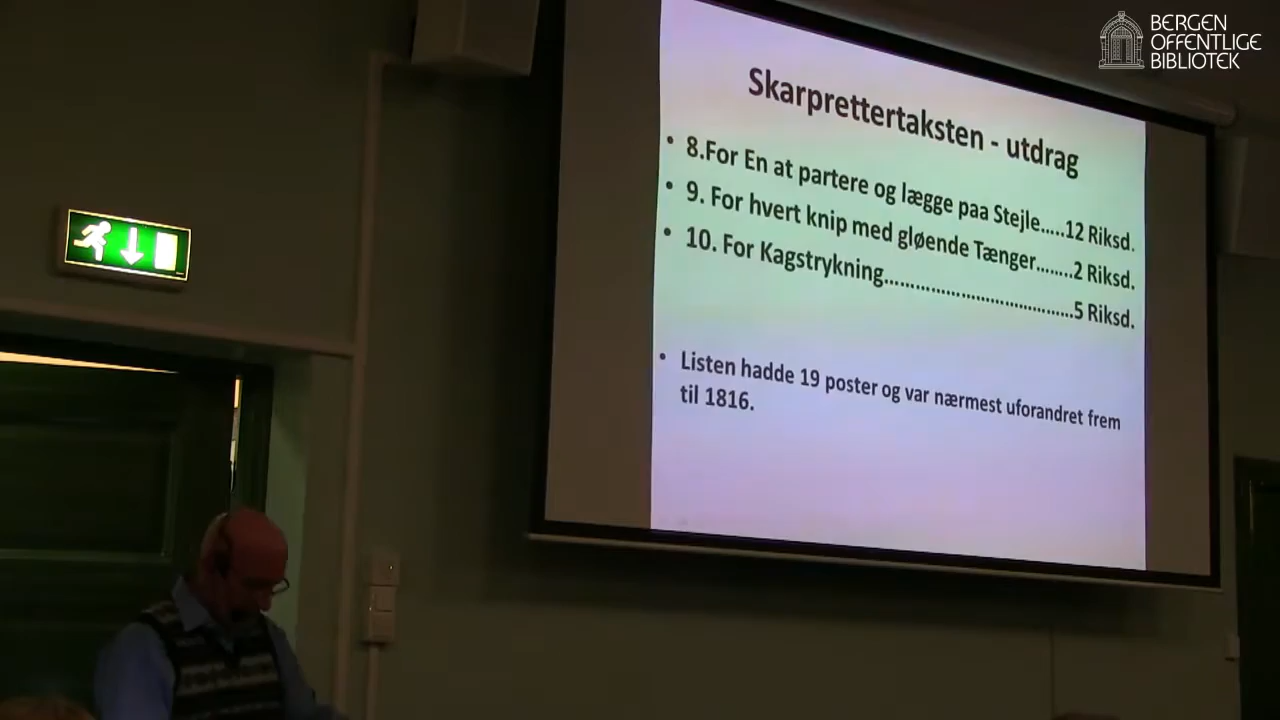 BERGEN
OFFENTLIGE
BIBLIOTEK
Skarprettertaksten - utdrag
• 8.For En at partere og lægge paa Stejle.....12 Riksd.
• 9. For hvert knip med gløende Tænger........2 Riksd.
• 10. For Kagstrykning.......................................5 Riksd.
• Listen hadde 19 poster og var nærmest uforandret frem
til 1816.